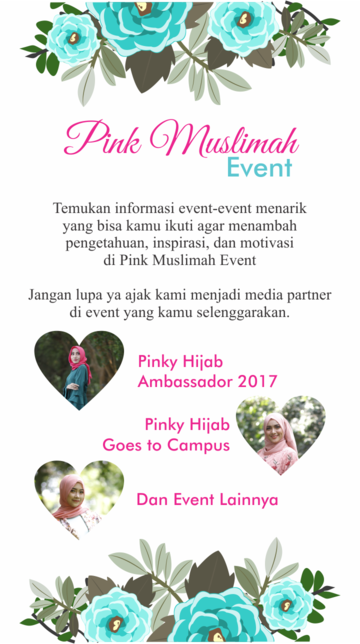 Pink Muslimah
Event
Temukan informasi event-event menarik
yang bisa kamu ikuti agar menambah
pengetahuan, inspirasi, dan motivasi
di Pink Muslimah Event
Jangan lupa ya ajak kami menjadi media partner
di event yang kamu selenggarakan.
Pinky Hijab
Ambassador 2017
Pinky Hijab
Goes to Campus
Dan Event Lainnya